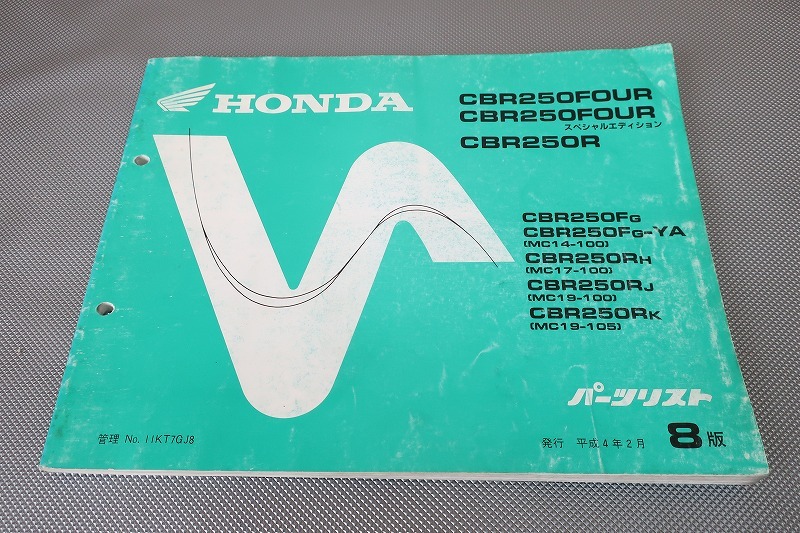 HONDA
CBR250FOUR
CBR250FOUR
スペシャルエディション
CBR250R
CBR250FG
CBR250FG-YA
(MC14-100)
CBR250RH
(MC17-100)
CBR250RJ
(MC19-100)
CBR250RK
(MC19-105)
パーツリスト
管理 No. 11KT7GJ8
発行 平成4年2月 8版